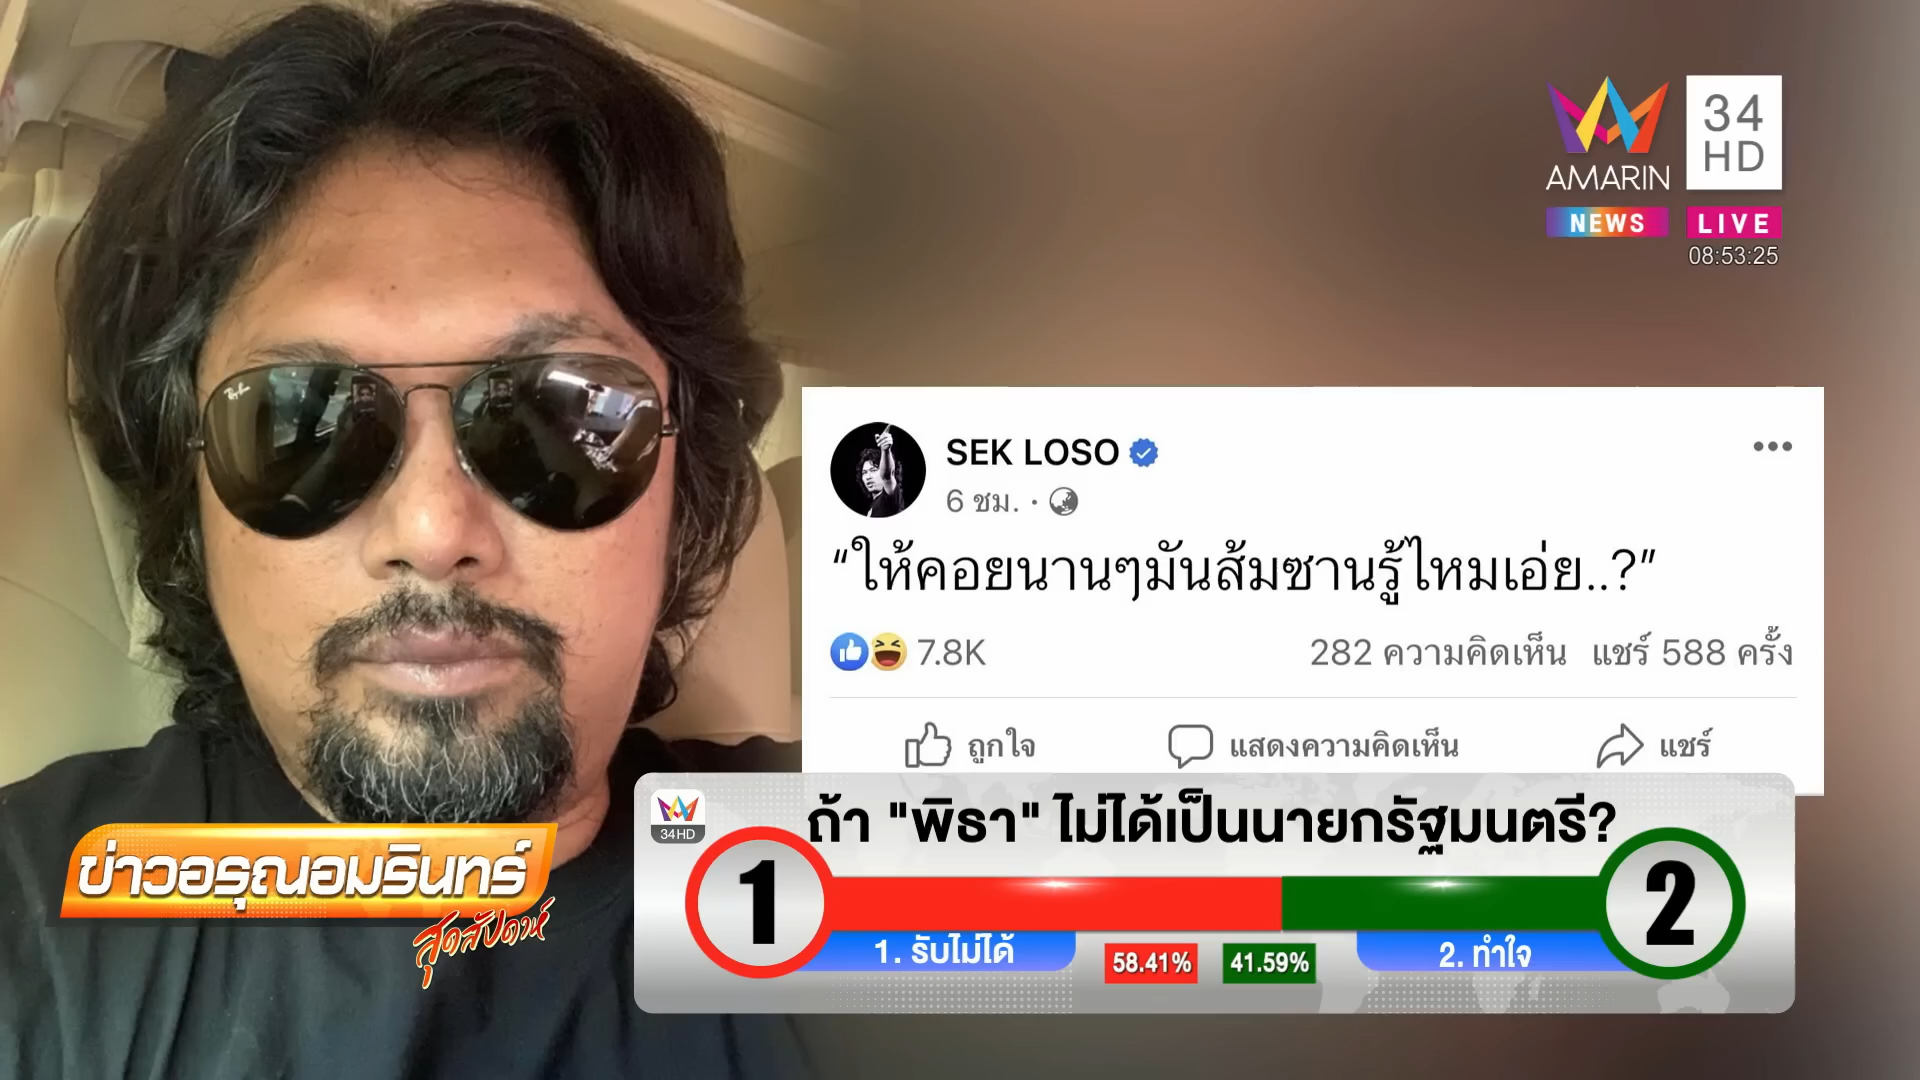 34
HD
AMARIN
NEWS
LIVE
08:53:25
Ray-Ban
SEK LOSO
6 ชม. ·
“ให้คอยนานๆมันส้มซานรู้ไหมเอ่ย..?”
7.8K
282 ความคิดเห็น แชร์ 588 ครั้ง
ถูกใจ
แสดงความคิดเห็น
แชร์
34HD
ถ้า "พิธา" ไม่ได้เป็นนายกรัฐมนตรี?
1
2
1. รับไม่ได้
58.41%
41.59%
2. ทำใจ
ข่าวอรุณอมรินทร์
สุดสัปดาห์